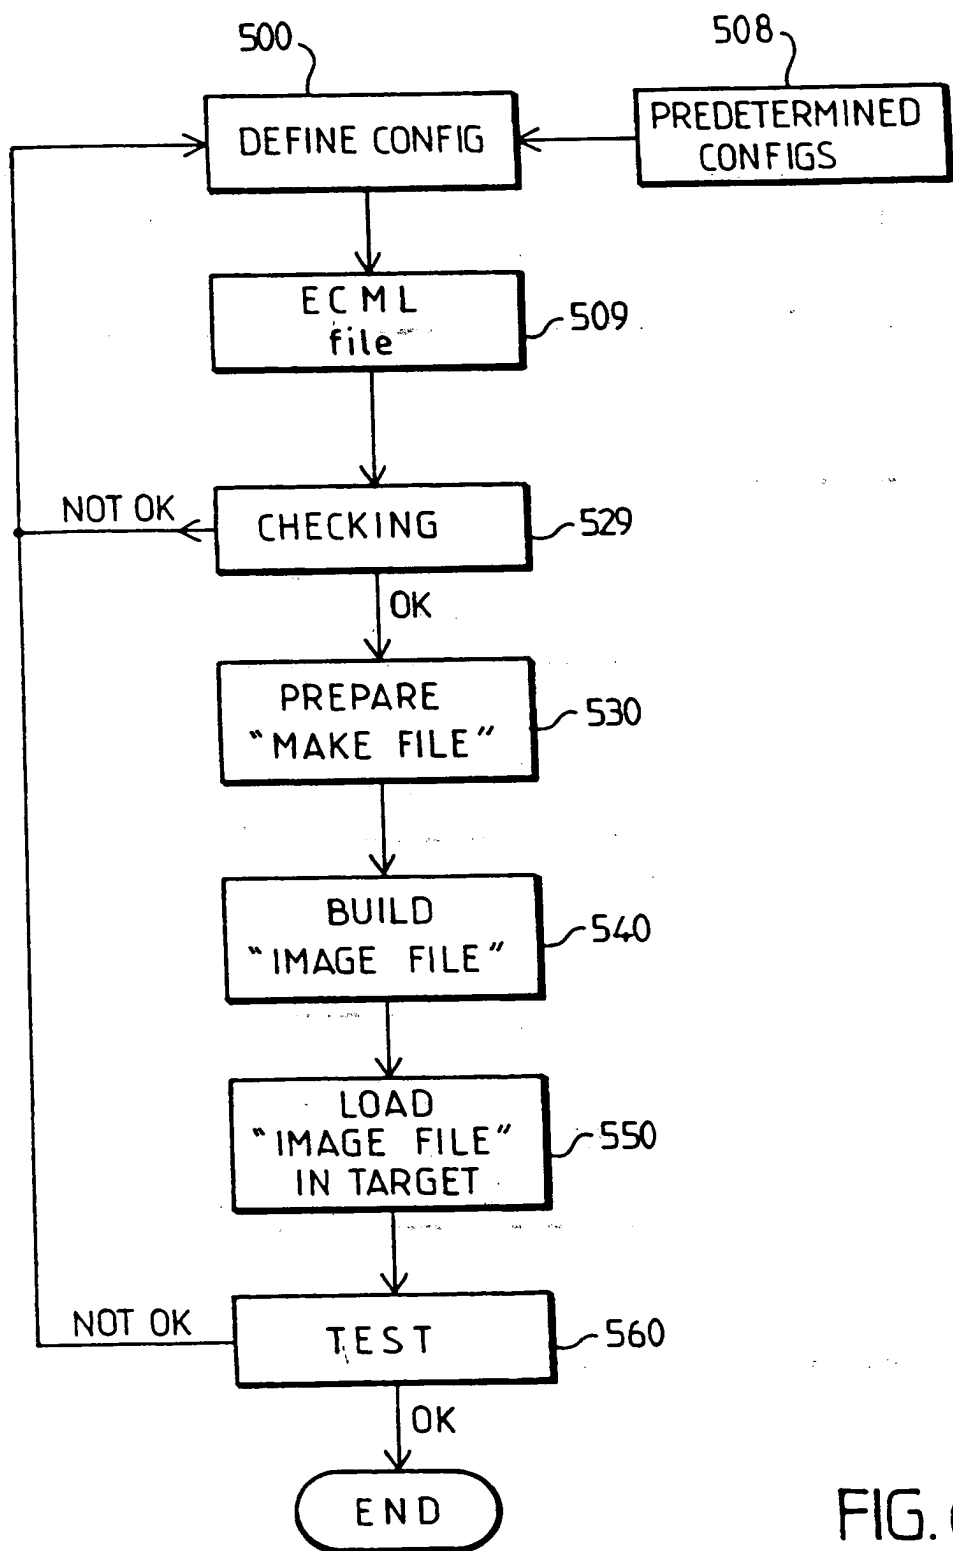 500
508
DEFINE CONFIG
PREDETERMINED
CONFIGS
ECML
file
509
NOT OK
CHECKING
529
OK
PREPARE
"MAKE FILE"
530
BUILD
"IMAGE FILE"
540
LOAD
"IMAGE FILE"
IN TARGET
550
NOT OK
TEST
560
OK
END
FIG.